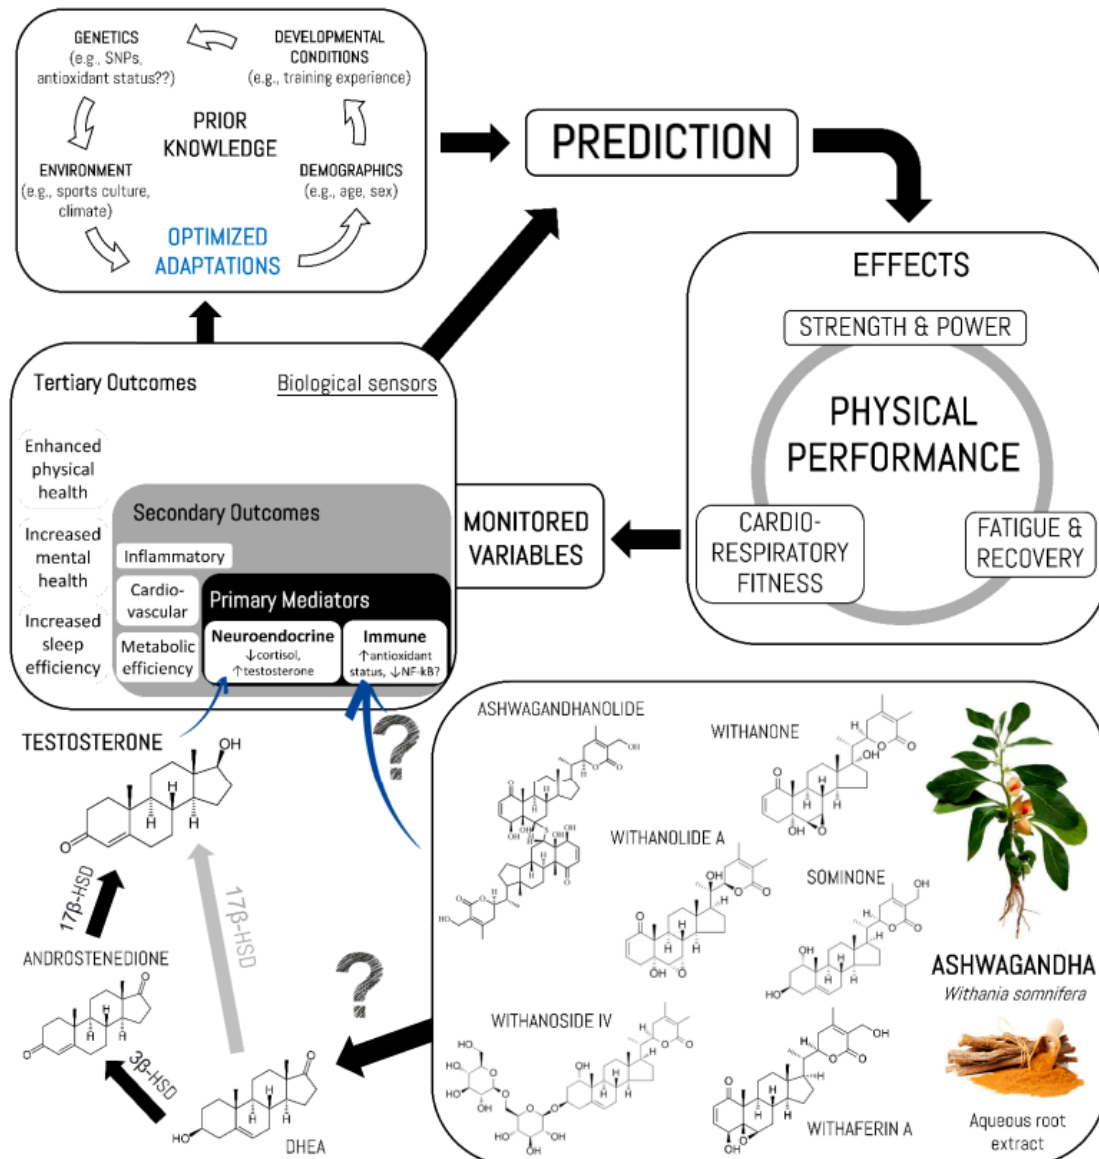 GENETICS
(e.g., SNPs,
antioxidant status??)
DEVELOPMENTAL
CONDITIONS
(e.g., training experience)
PRIOR
KNOWLEDGE
ENVIRONMENT
(e.g., sports culture,
climate)
DEMOGRAPHICS
(e.g., age, sex)
OPTIMIZED
ADAPTATIONS
PREDICTION
EFFECTS
STRENGTH & POWER
PHYSICAL
PERFORMANCE
CARDIO-
RESPIRATORY
FITNESS
FATIGUE &
RECOVERY
MONITORED
VARIABLES
Tertiary Outcomes
Biological sensors
Enhanced
physical
health
Increased
mental
health
Increased
sleep
efficiency
Secondary Outcomes
Inflammatory
Cardio-
vascular
Metabolic
efficiency
Primary Mediators
Neuroendocrine
↓cortisol,
↑testosterone
Immune
↑antioxidant
status, ↓NF-kB?
?
TESTOSTERONE
OH
H
H
H
O
17β-HSD
17β-HSD
ANDROSTENEDIONE
O
H
H
H
O
3β-HSD
O
H
H
H
HO
DHEA
?
ASHWAGANDHANOLIDE
WITHANONE
WITHANOLIDE A
SOMINONE
WITHANOSIDE IV
WITHAFERIN A
ASHWAGANDHA
Withania somnifera
Aqueous root
extract